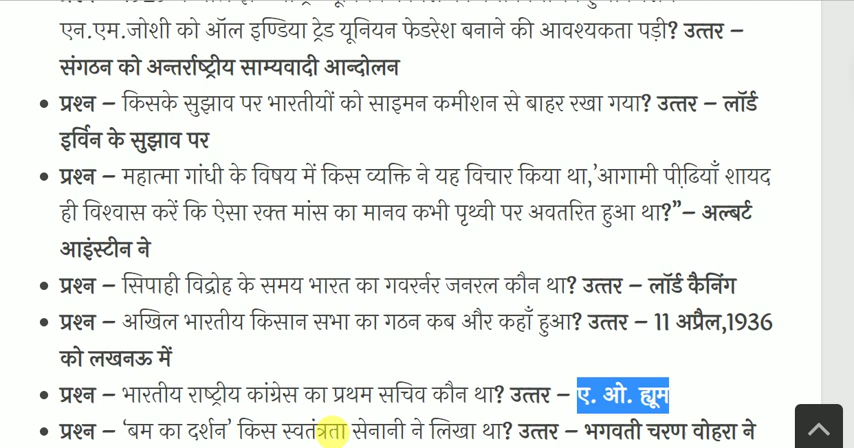 एन.एम.जोशी को ऑल इण्डिया ट्रेड यूनियन फेडरेश बनाने की आवश्यकता पड़ी? उत्तर –
संगठन को अन्तर्राष्ट्रीय साम्यवादी आन्दोलन
प्रश्न – किसके सुझाव पर भारतीयों को साइमन कमीशन से बाहर रखा गया? उत्तर – लॉर्ड
इर्विन के सुझाव पर
प्रश्न – महात्मा गांधी के विषय में किस व्यक्ति ने यह विचार किया था,’आगामी पीढियाँ शायद
ही विश्वास करें कि ऐसा रक्त मांस का मानव कभी पृथ्वी पर अवतरित हुआ था?”– अल्बर्ट
आइंस्टीन ने
प्रश्न – सिपाही विद्रोह के समय भारत का गवरर्नर जनरल कौन था? उत्तर – लॉर्ड कैनिंग
प्रश्न – अखिल भारतीय किसान सभा का गठन कब और कहाँ हुआ? उत्तर – 11 अप्रैल,1936
को लखनऊ में
प्रश्न – भारतीय राष्ट्रीय कांग्रेस का प्रथम सचिव कौन था? उत्तर – ए. ओ. ह्यूम
प्रश्न – ‘बम का दर्शन’ किस स्वतंत्रता सेनानी ने लिखा था? उत्तर – भगवती चरण वोहरा ने